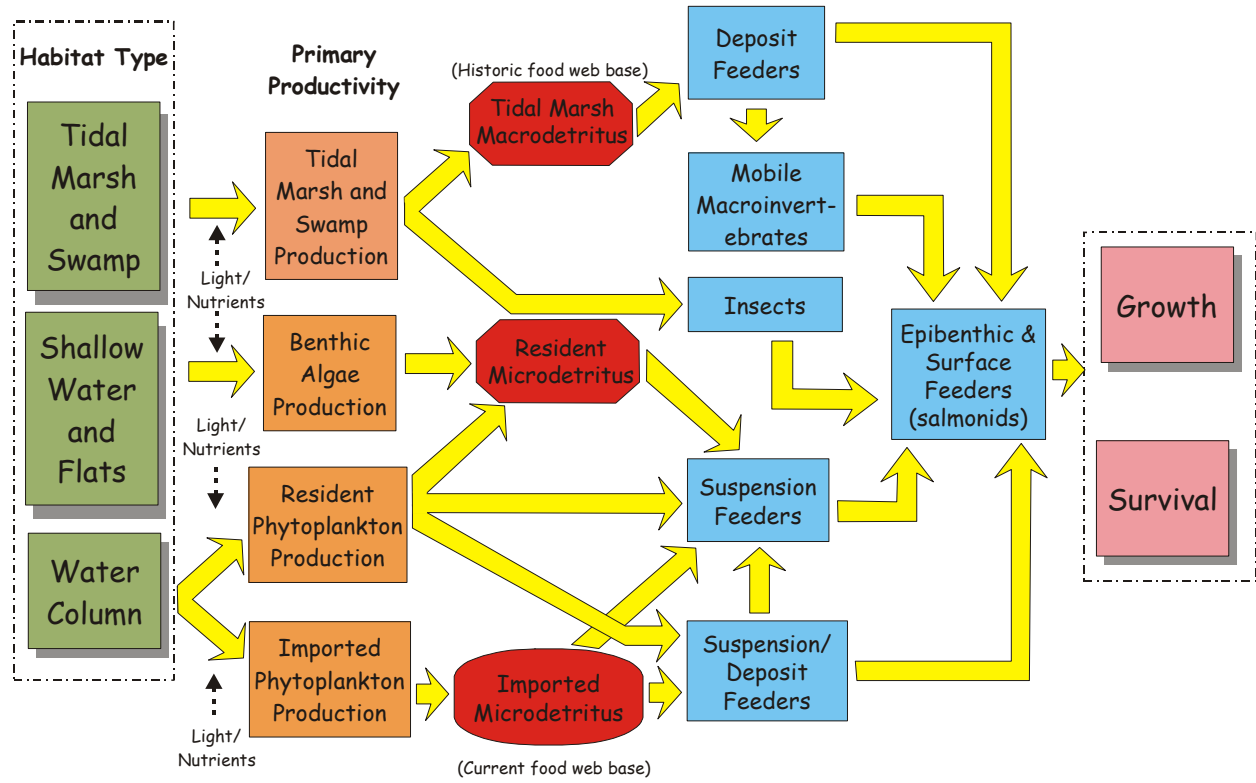 Habitat Type
Tidal
Marsh
and
Swamp
Shallow
Water
and
Flats
Water
Column
Light/
Nutrients
Light/
Nutrients
Light/
Nutrients
Primary
Productivity
Tidal
Marsh and
Swamp
Production
Benthic
Algae
Production
Resident
Phytoplankton
Production
Imported
Phytoplankton
Production
(Historic food web base)
Tidal Marsh
Macrodetritus
Resident
Microdetritus
Imported
Microdetritus
(Current food web base)
Deposit
Feeders
Mobile
Macroinvert-
ebrates
Insects
Suspension
Feeders
Suspension/
Deposit
Feeders
Epibenthic &
Surface
Feeders
(salmonids)
Growth
Survival